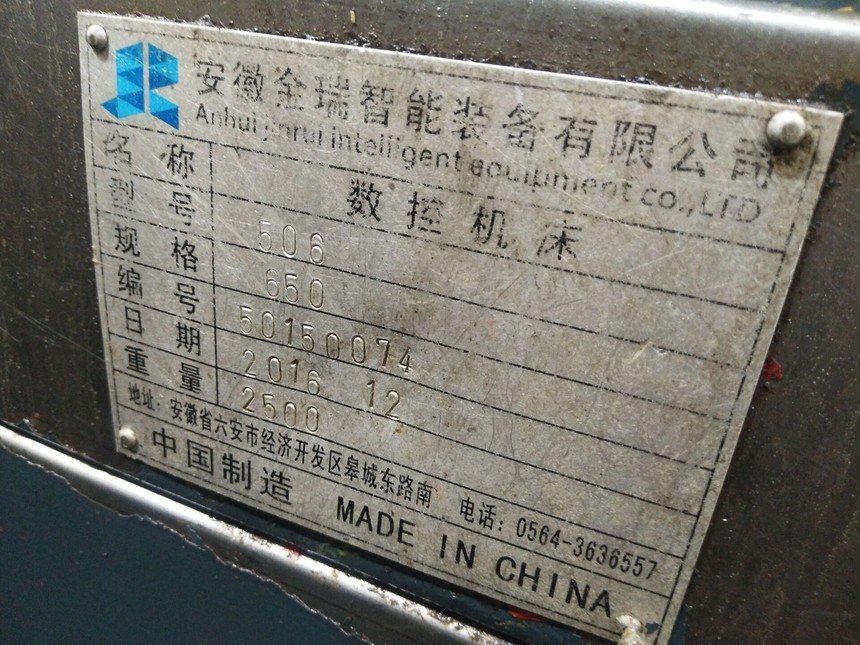 安徽金瑞智能装备有限公司
Anhui jinrui intelligent equipment co.,LTD
名 称 数控机床
型 号 506
规 格 650
编 号 50150074
日 期 2016 12
重 量 2500
地址：安徽省六安市经济开发区皋城东路南 电话：0564-3636557
中国制造 MADE IN CHINA